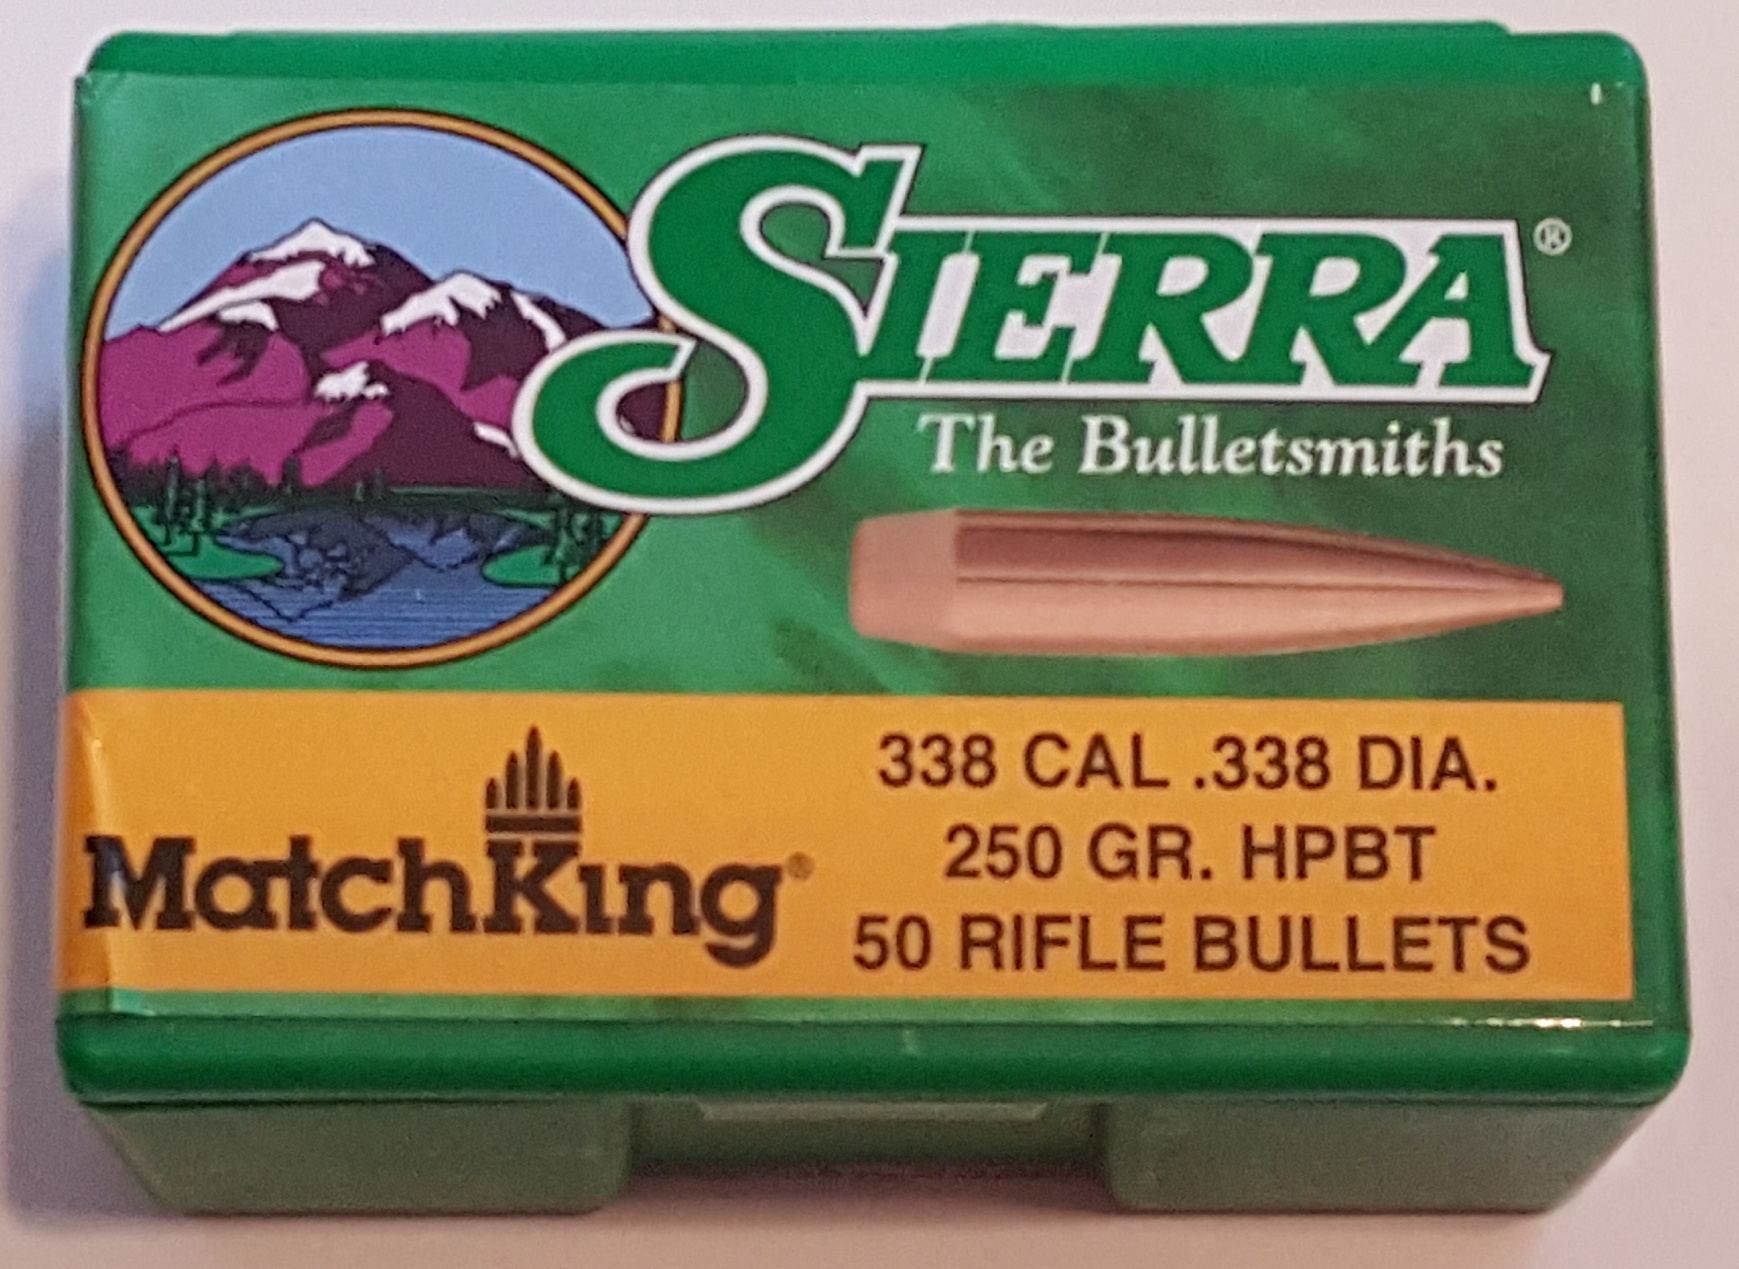 SIERRA®
The Bulletsmiths
MatchKing®
338 CAL .338 DIA.
250 GR. HPBT
50 RIFLE BULLETS